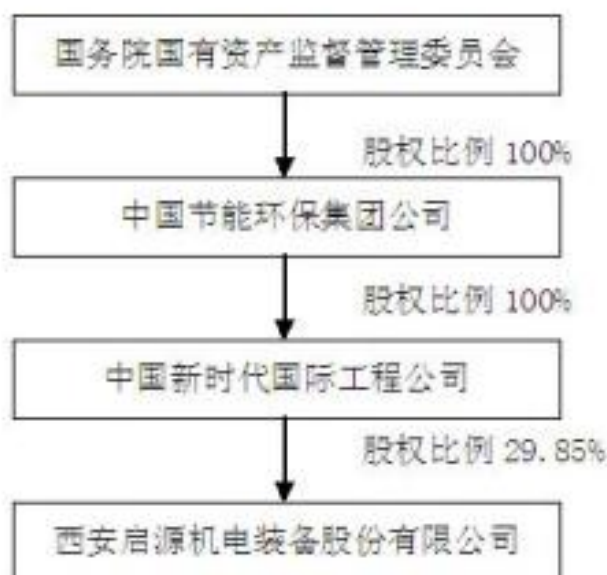 国务院国有资产监督管理委员会
股权比例 100%
中国节能环保集团公司
股权比例 100%
中国新时代国际工程公司
股权比例 29.85%
西安启源机电装备股份有限公司